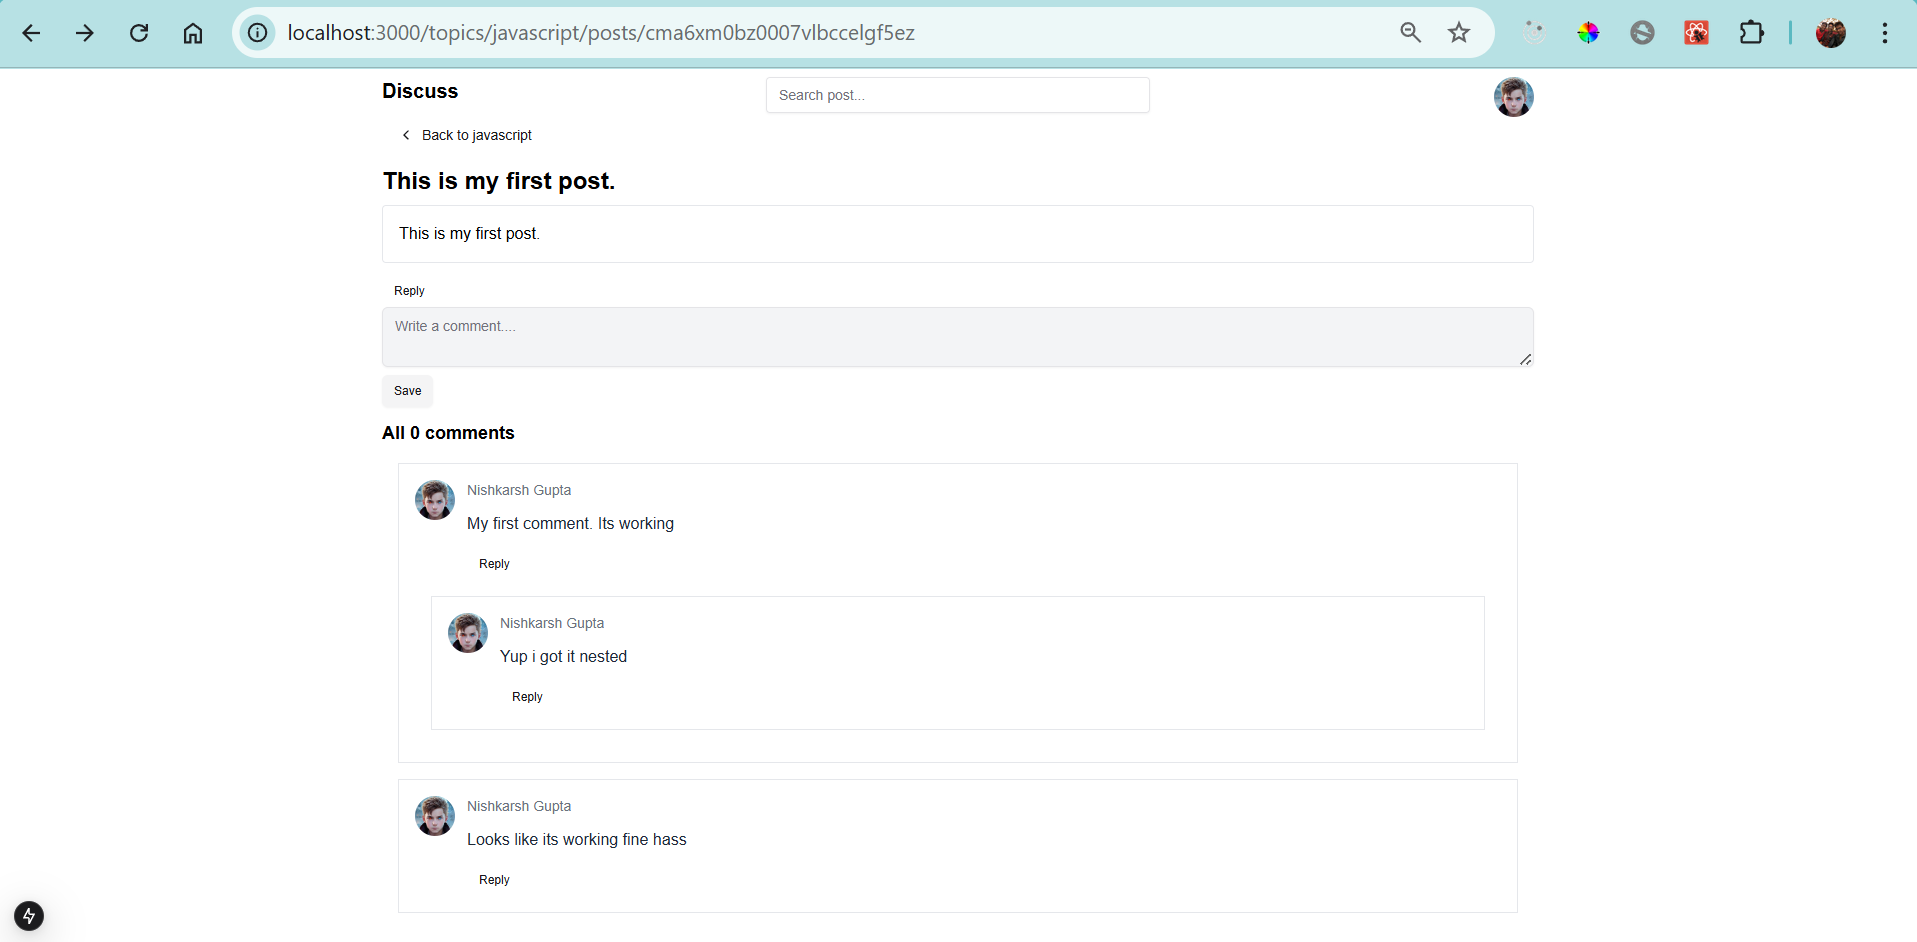 localhost:3000/topics/javascript/posts/cma6xm0bz0007vlbccelgf5ez
Discuss
Search post...
Back to javascript
This is my first post.
This is my first post.
Reply
Write a comment....
Save
All 0 comments
Nishkarsh Gupta
My first comment. Its working
Reply
Nishkarsh Gupta
Yup i got it nested
Reply
Nishkarsh Gupta
Looks like its working fine hass
Reply